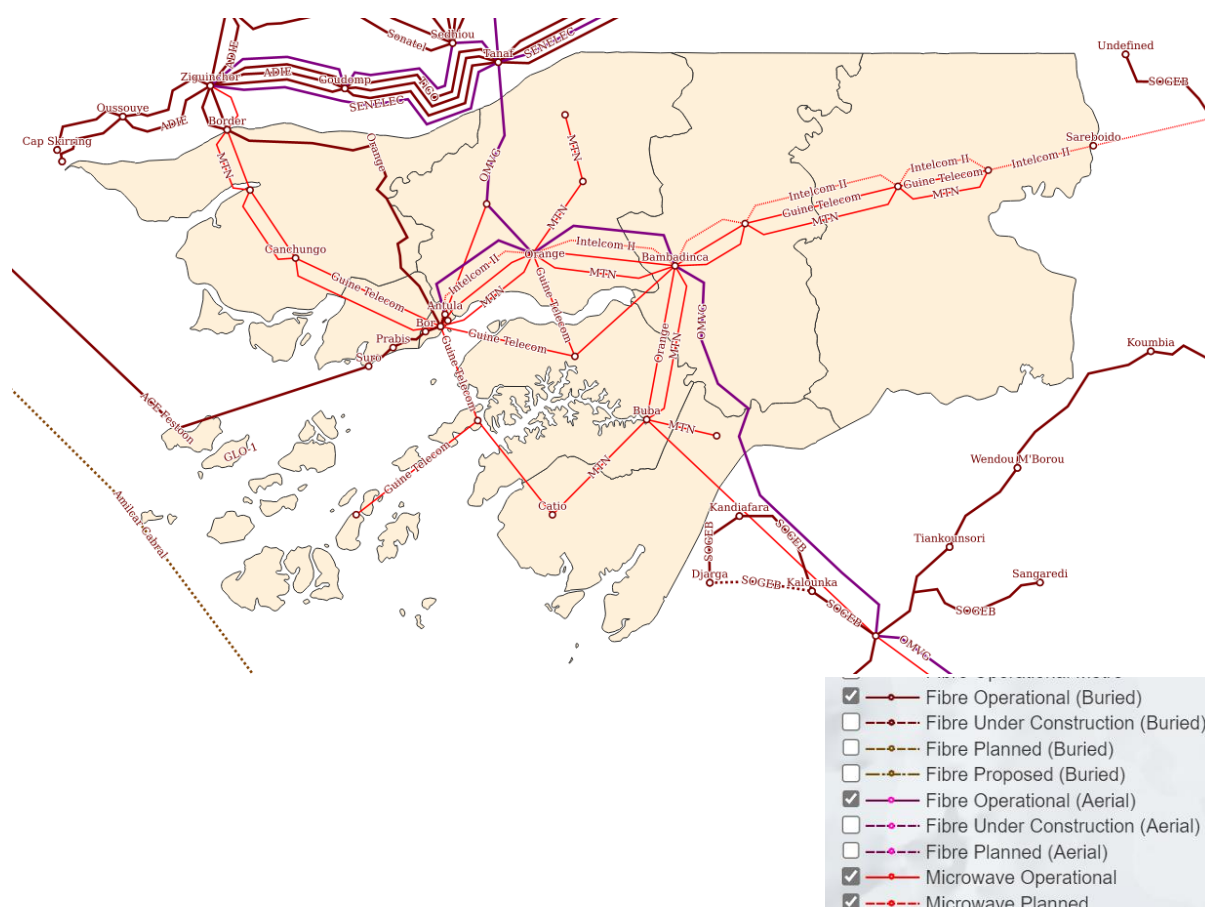 Sedhiou
Sonatel
ADIE
Tanaf
SENELEC
Undefined
Ziguinchor
ADIE
Goudomp
TIGO
SOGEB
SENELEC
Oussouye
ADIE
Border
Cap Skirring
Orange
MTN
Sareboido
MTN
OMVG
Intelcom-II
Intelcom-II
Guine Telecom
MTN
Guine Telecom
MTN
MTN
Canchungo
Intelcom-II
Orange
Bambadinca
Intelcom-II
MTN
Guine Telecom
Antula
MTN
Guine Telecom
OMVG
Bor
Prabis
Guine Telecom
Orange
MTN
Suro
Guine Telecom
Koumbia
ACE-Festoon
Buba
MTN
GLO-1
Guine Telecom
MTN
Wendou M'Borou
Amilcar Cabral
Catio
Kandiafara
SOGEB
SOGEB
Tiankounsori
Djarga
SOGEB
Kalounka
Sangaredi
SOGEB
SOGEB
OMVG
Fibre Operational (Buried)
Fibre Under Construction (Buried)
Fibre Planned (Buried)
Fibre Proposed (Buried)
Fibre Operational (Aerial)
Fibre Under Construction (Aerial)
Fibre Planned (Aerial)
Microwave Operational
Microwave Planned